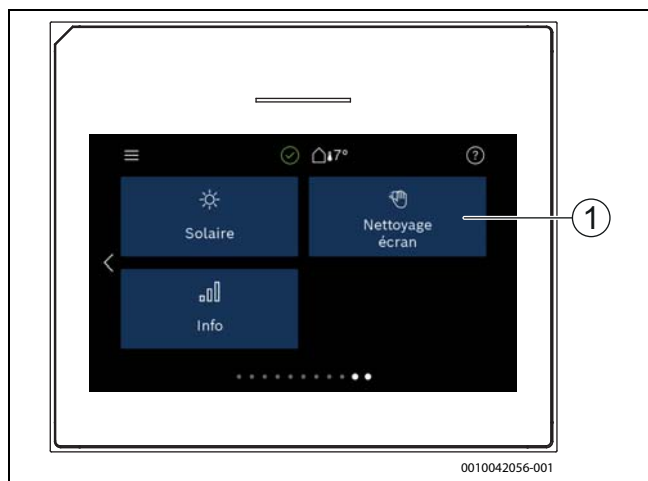 7°
?
Solaire
Nettoyage
écran
1
Info
0010042056-001